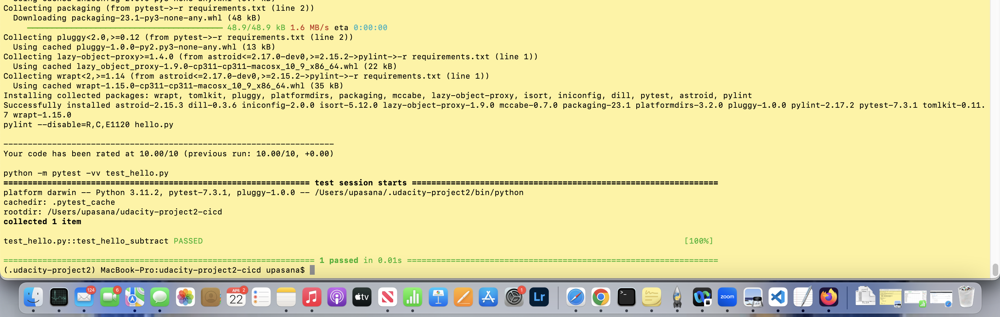 Collecting packaging (from pytest->-r requirements.txt (line 2))
  Downloading packaging-23.1-py3-none-any.whl (48 kB)
48.9/48.9 kB 1.6 MB/s eta 0:00:00
Collecting pluggy<2.0,>=0.12 (from pytest->-r requirements.txt (line 2))
  Using cached pluggy-1.0.0-py2.py3-none-any.whl (13 kB)
Collecting lazy-object-proxy>=1.4.0 (from astroid<=2.17.0-dev0,>=2.15.2->pylint->-r requirements.txt (line 1))
  Using cached lazy_object_proxy-1.9.0-cp311-cp311-macosx_10_9_x86_64.whl (22 kB)
Collecting wrapt<2,>=1.14 (from astroid<=2.17.0-dev0,>=2.15.2->pylint->-r requirements.txt (line 1))
  Using cached wrapt-1.15.0-cp311-cp311-macosx_10_9_x86_64.whl (35 kB)
Installing collected packages: wrapt, tomlkit, pluggy, platformdirs, packaging, mccabe, lazy-object-proxy, isort, iniconfig, dill, pytest, astroid, pylint
Successfully installed astroid-2.15.3 dill-0.3.6 iniconfig-2.0.0 isort-5.12.0 lazy-object-proxy-1.9.0 mccabe-0.7.0 packaging-23.1 platformdirs-3.2.0 pluggy-1.0.0 pylint-2.17.2 pytest-7.3.1 tomlkit-0.11.
7 wrapt-1.15.0
pylint --disable=R,C,E1120 hello.py
--------------------------------------------------------------------
Your code has been rated at 10.00/10 (previous run: 10.00/10, +0.00)
python -m pytest -vv test_hello.py
=============================================================== test session starts ===============================================================
platform darwin -- Python 3.11.2, pytest-7.3.1, pluggy-1.0.0 -- /Users/upasana/.udacity-project2/bin/python
cachedir: .pytest_cache
rootdir: /Users/upasana/udacity-project2-cicd
collected 1 item
test_hello.py::test_hello_subtract PASSED [100%]
================================================================ 1 passed in 0.01s ================================================================
(.udacity-project2) MacBook-Pro:udacity-project2-cicd upasana$
124 6 APR 2 22 tv 1 Lr >_ zoom XLSX